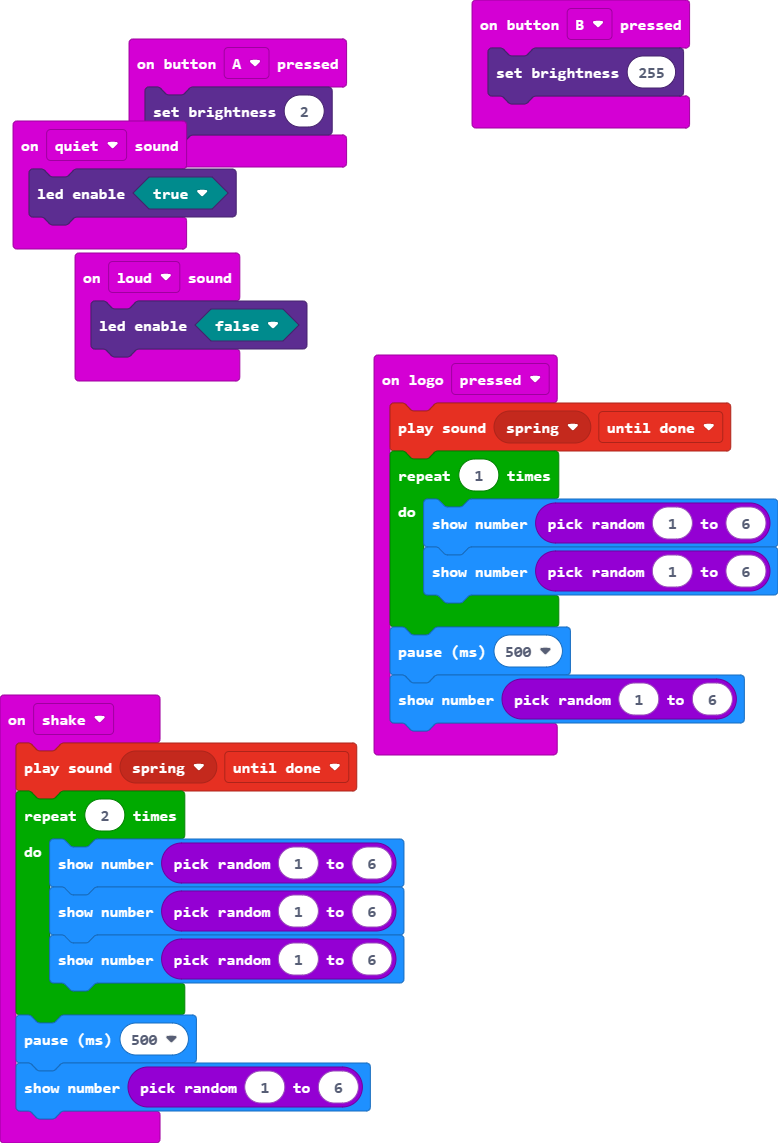 on button A pressed
set brightness 2
on button B pressed
set brightness 255
on quiet sound
led enable true
on loud sound
led enable false
on logo pressed
play sound spring until done
repeat 1 times
do
show number pick random 1 to 6
show number pick random 1 to 6
pause (ms) 500
show number pick random 1 to 6
on shake
play sound spring until done
repeat 2 times
do
show number pick random 1 to 6
show number pick random 1 to 6
show number pick random 1 to 6
pause (ms) 500
show number pick random 1 to 6